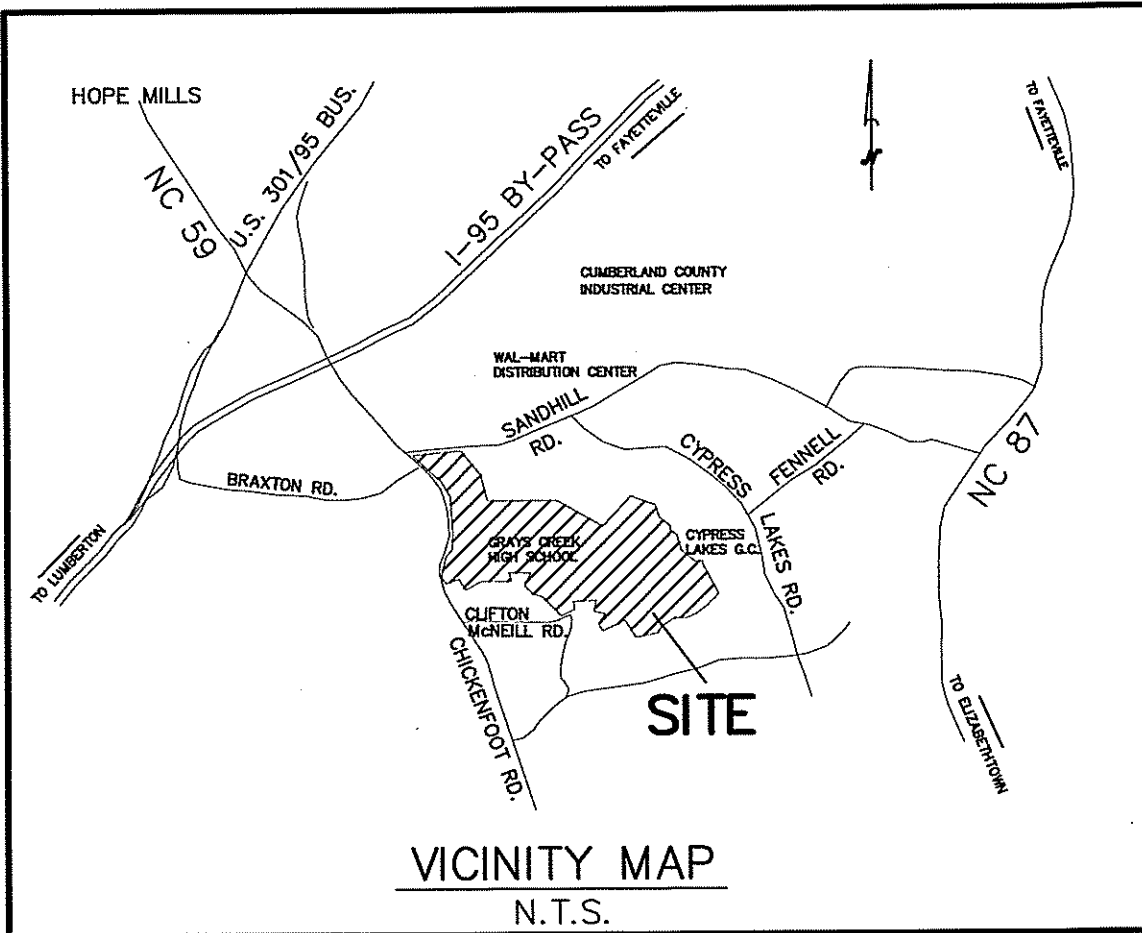 HOPE MILLS
NC 59
U.S. 301/95 BUS.
I-95 BY-PASS
TO FAYETTEVILLE
N
TO FAYETTEVILLE
CUMBERLAND COUNTY
INDUSTRIAL CENTER
WAL-MART
DISTRIBUTION CENTER
SANDHILL
RD.
CYPRESS
LAKES RD.
FENNELL
RD.
NC 87
BRAXTON RD.
TO LUMBERTON
GRAYS CREEK
HIGH SCHOOL
CYPRESS
LAKES G.C.
CLIFTON
McNEILL RD.
CHICKENFOOT RD.
SITE
TO ELIZABETHTOWN
VICINITY MAP
N.T.S.